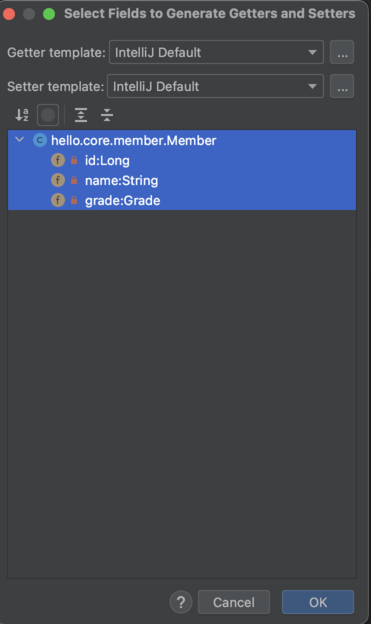 Select Fields to Generate Getters and Setters
Getter template: IntelliJ Default ...
Setter template: IntelliJ Default ...
hello.core.member.Member
id:Long
name:String
grade:Grade
? Cancel OK